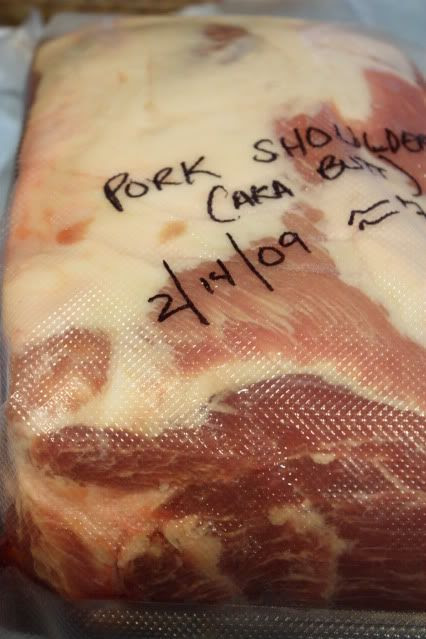 PORK SHOULDER
(AKA BUTT)
2/14/09 ≈